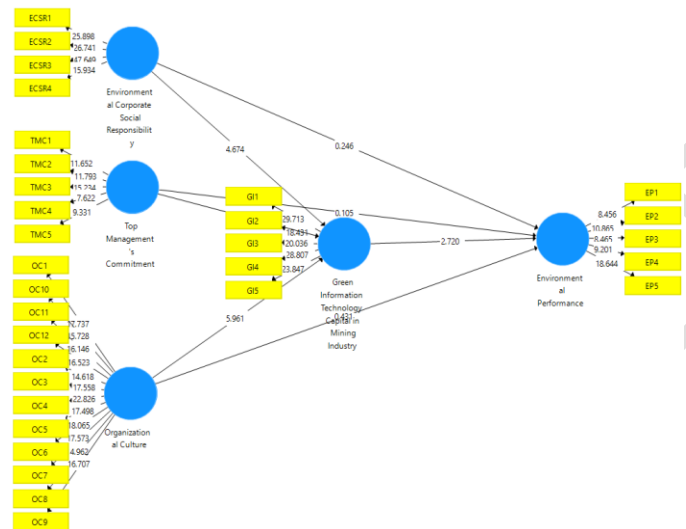 ECSR1
ECSR2
ECSR3
ECSR4
25.898
26.741
47.649
15.934
Environment
al Corporate
Social
Responsibilit
y
TMC1
TMC2
TMC3
TMC4
TMC5
11.652
11.793
15.234
7.622
9.331
Top
Management
's
Commitment
OC1
OC10
OC11
OC12
OC2
OC3
OC4
OC5
OC6
OC7
OC8
OC9
15.728
16.146
16.523
14.618
17.558
22.826
17.498
18.065
17.573
4.962
16.707
Organization
al Culture
4.674
0.246
0.105
5.961
0.431
2.720
GI1
GI2
GI3
GI4
GI5
29.713
18.431
20.036
28.807
23.847
Green
Information
Technology
Capital in
Mining
Industry
EP1
EP2
EP3
EP4
EP5
8.456
10.865
8.465
9.201
18.644
Environment
al
Performance